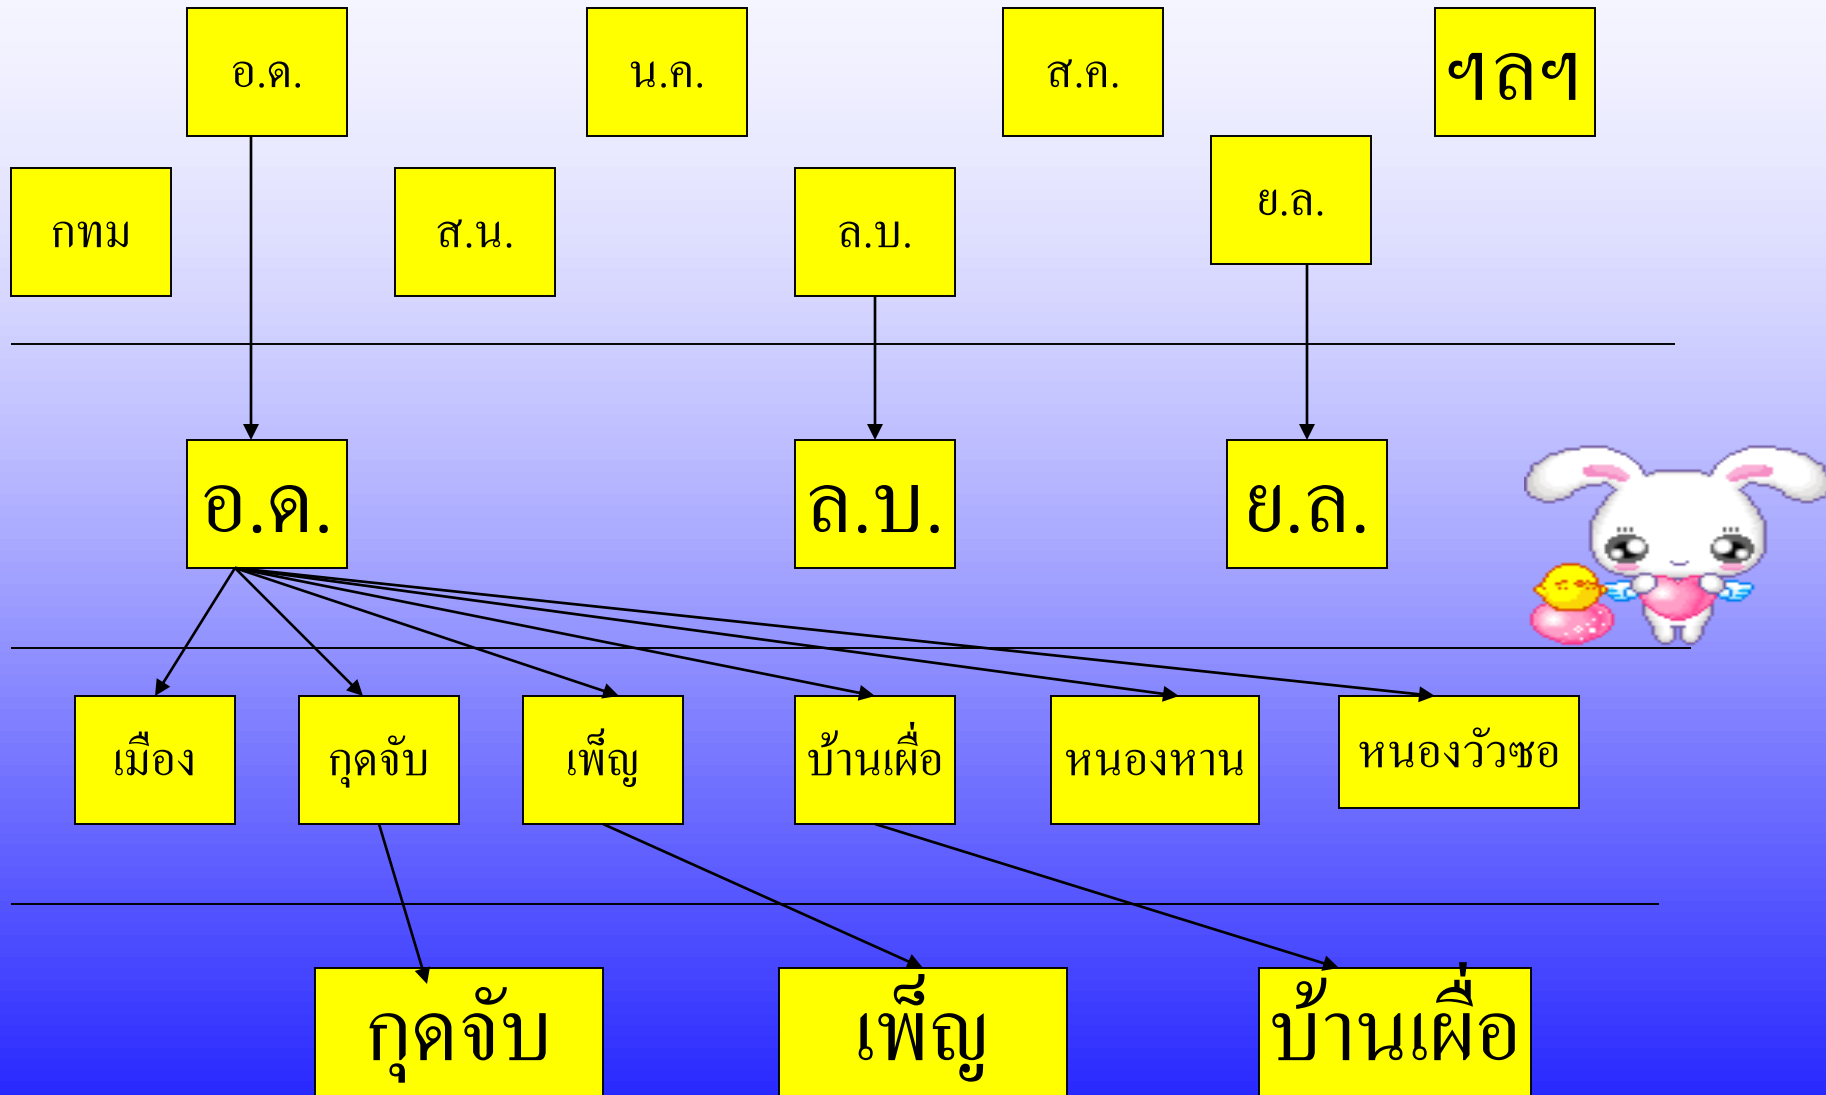 อ.ด.
น.ค.
ส.ค.
ฯลฯ
กทม
ส.น.
ล.บ.
ย.ล.
อ.ด.
ล.บ.
ย.ล.
เมือง
กุดจับ
เพ็ญ
บ้านเผื่อ
หนองหาน
หนองวัวซอ
กุดจับ
เพ็ญ
บ้านเผื่อ